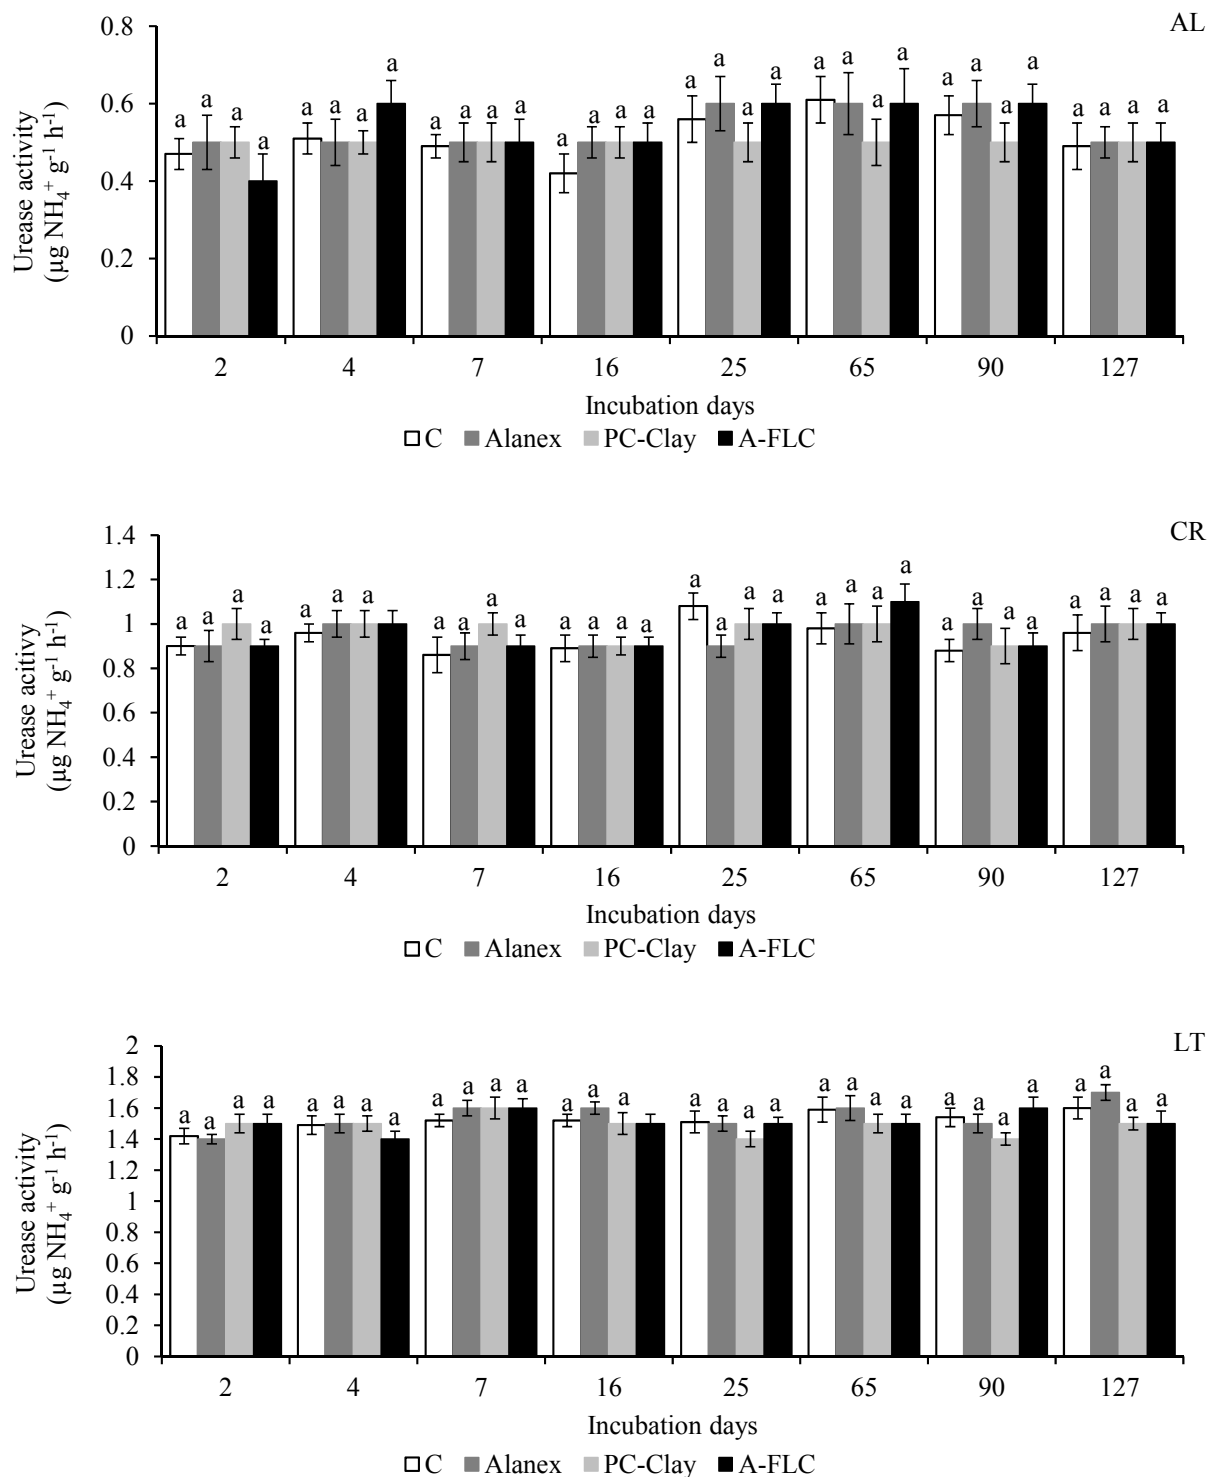 AL
Urease activity
(µg NH₄⁺ g⁻¹ h⁻¹)
0.8
0.6
0.4
0.2
0
a a a a a a a a a a a a a a a a a a a a a a a a a a a a a a a a
2 4 7 16 25 65 90 127
Incubation days
C Alanex PC-Clay A-FLC
CR
Urease acitivy
(µg NH₄⁺ g⁻¹ h⁻¹)
1.4
1.2
1
0.8
0.6
0.4
0.2
0
a a a a a a a a a a a a a a a a a a a a a a a a a a a a a a a
2 4 7 16 25 65 90 127
Incubation days
C Alanex PC-Clay A-FLC
LT
Urease activity
(µg NH₄⁺ g⁻¹ h⁻¹)
2
1.8
1.6
1.4
1.2
1
0.8
0.6
0.4
0.2
0
a a a a a a a a a a a a a a a a a a a a a a a a a a a a a a a
2 4 7 16 25 65 90 127
Incubation days
C Alanex PC-Clay A-FLC